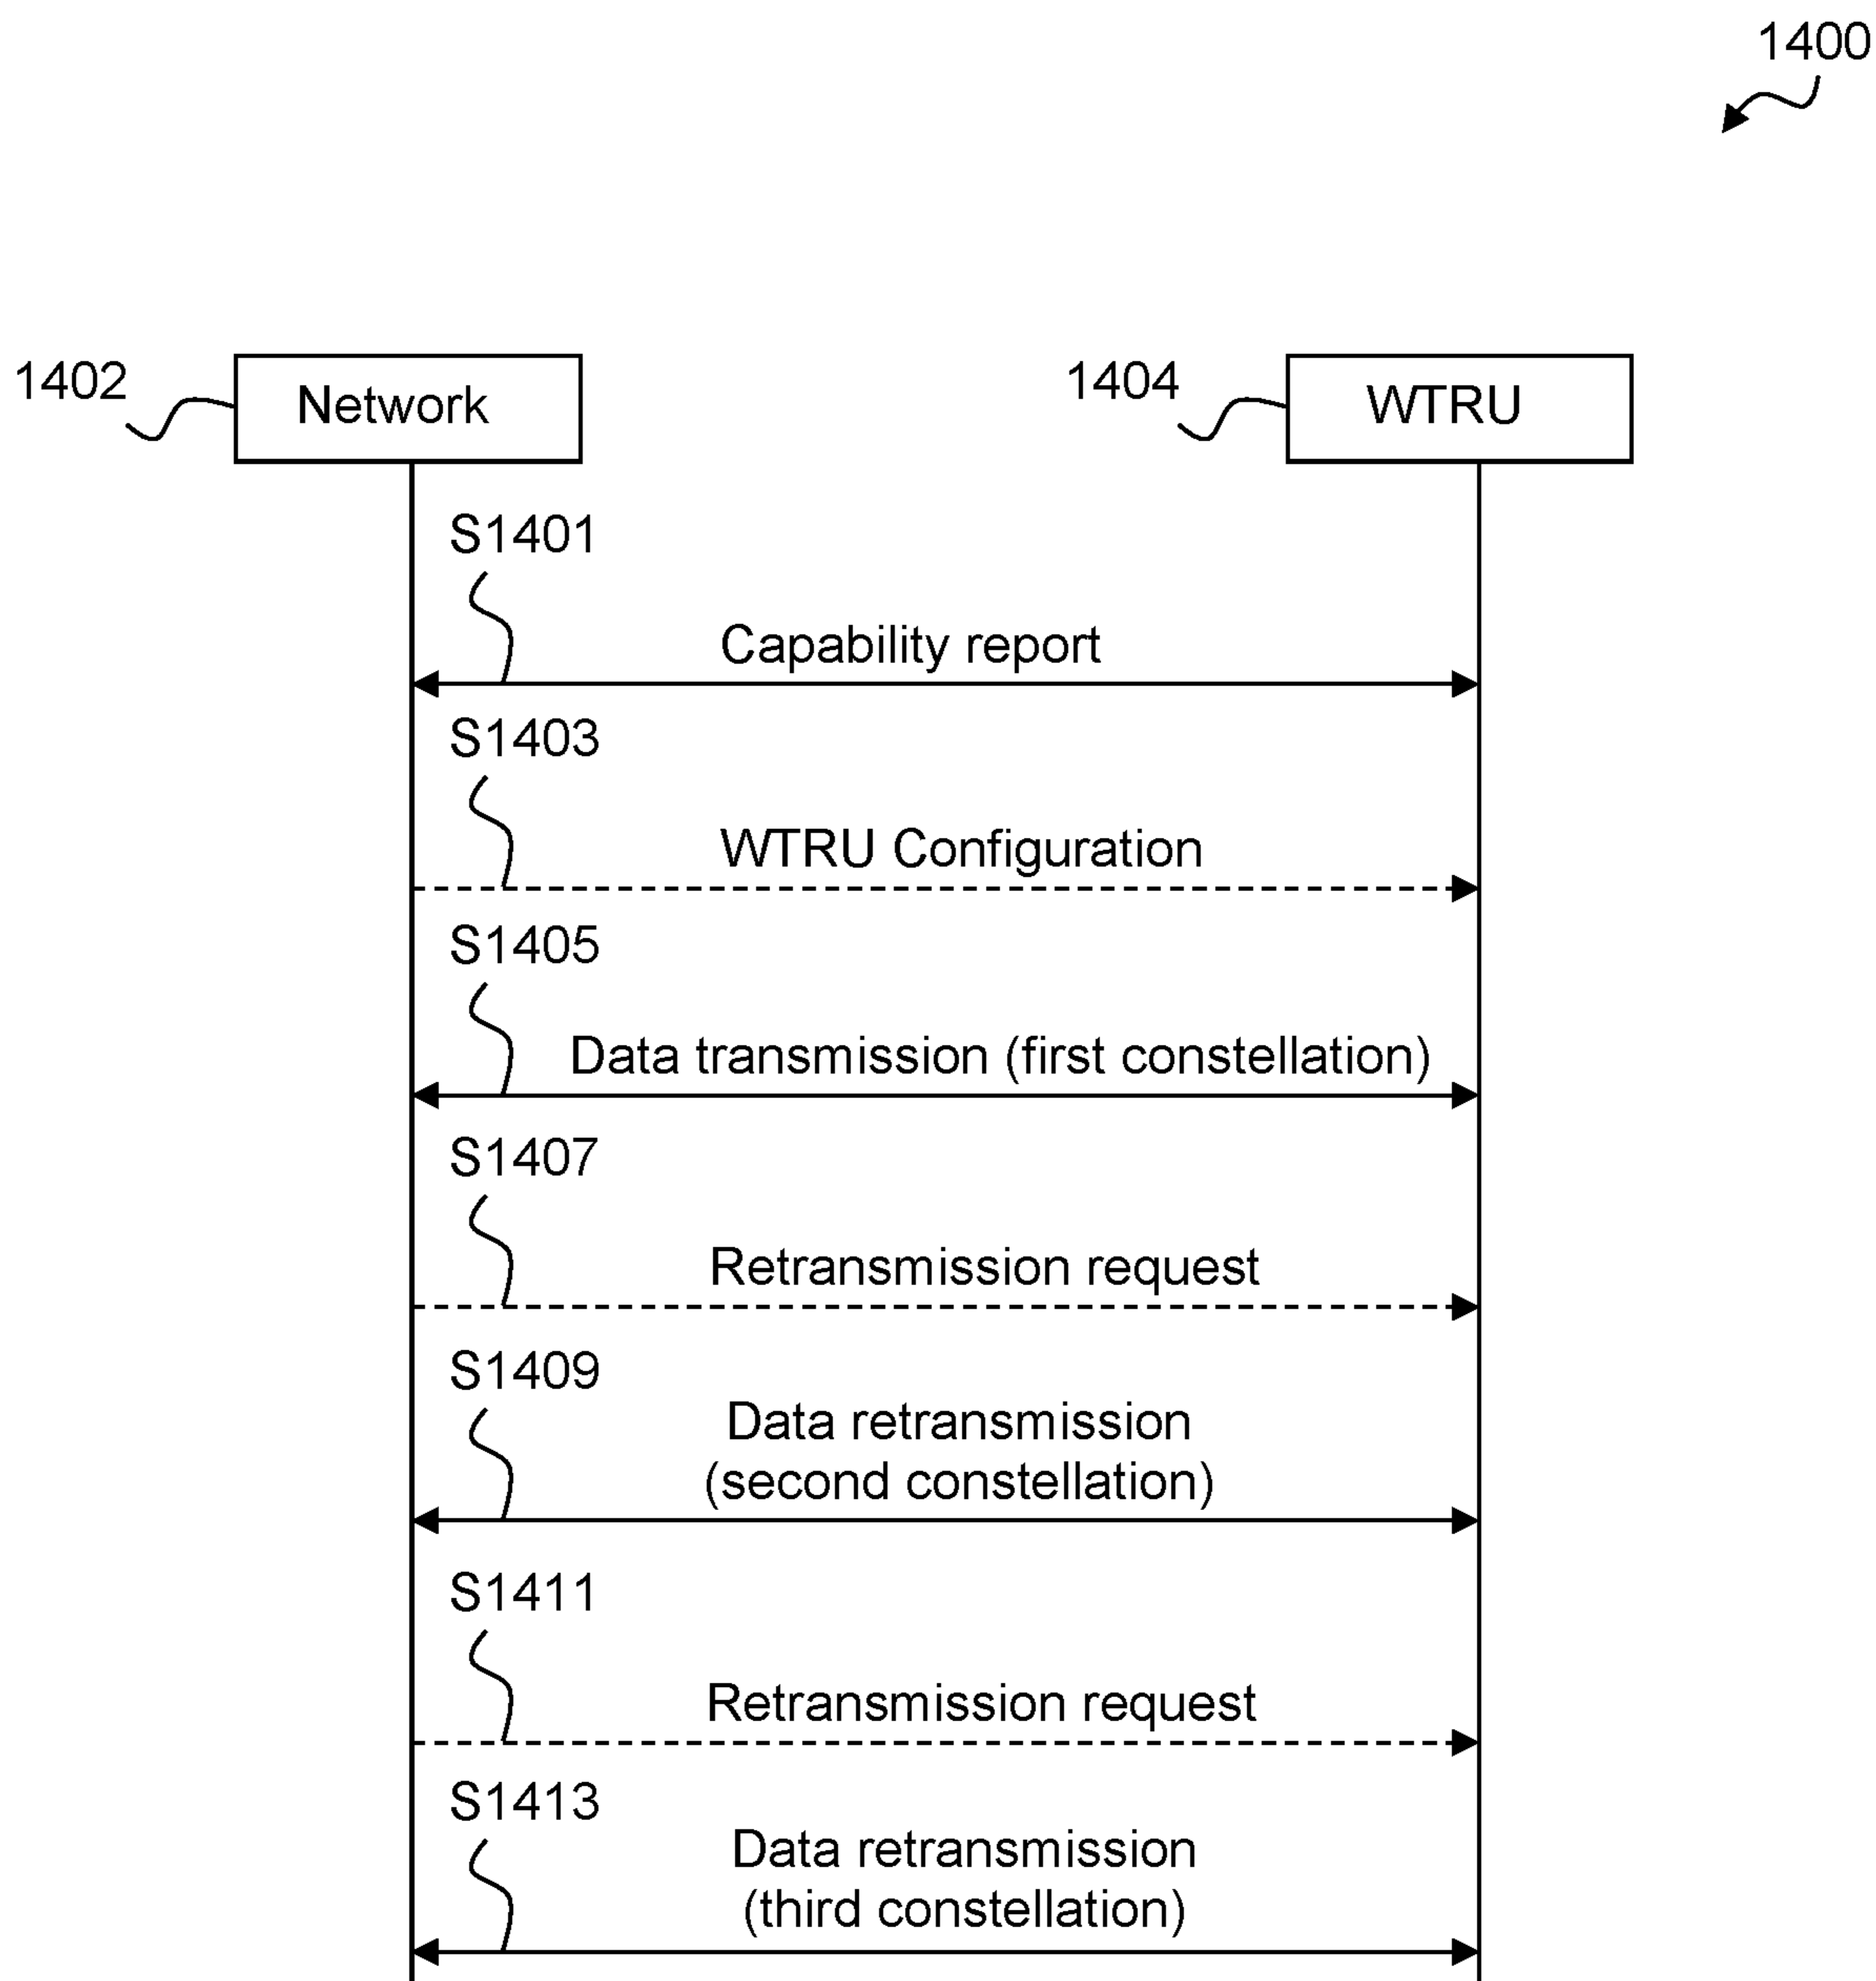 1400
1402
Network
1404
WTRU
S1401
Capability report
S1403
WTRU Configuration
S1405
Data transmission (first constellation)
S1407
Retransmission request
S1409
Data retransmission
(second constellation)
S1411
Retransmission request
S1413
Data retransmission
(third constellation)